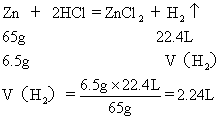 Zn + 2HCl = ZnCl₂ + H₂↑
65g 22.4L
6.5g V（H₂）
V（H₂）= 6.5g×22.4L/65g = 2.24L